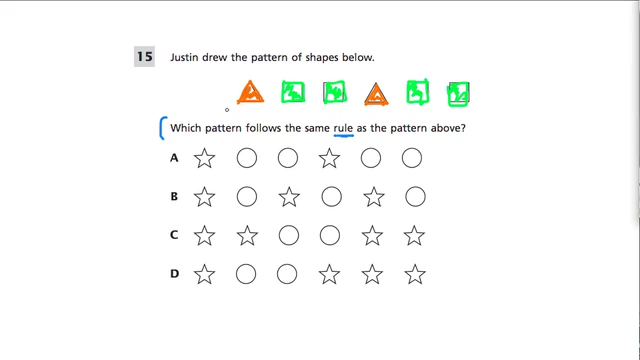 15 Justin drew the pattern of shapes below.
Which pattern follows the same rule as the pattern above?
A
B
C
D